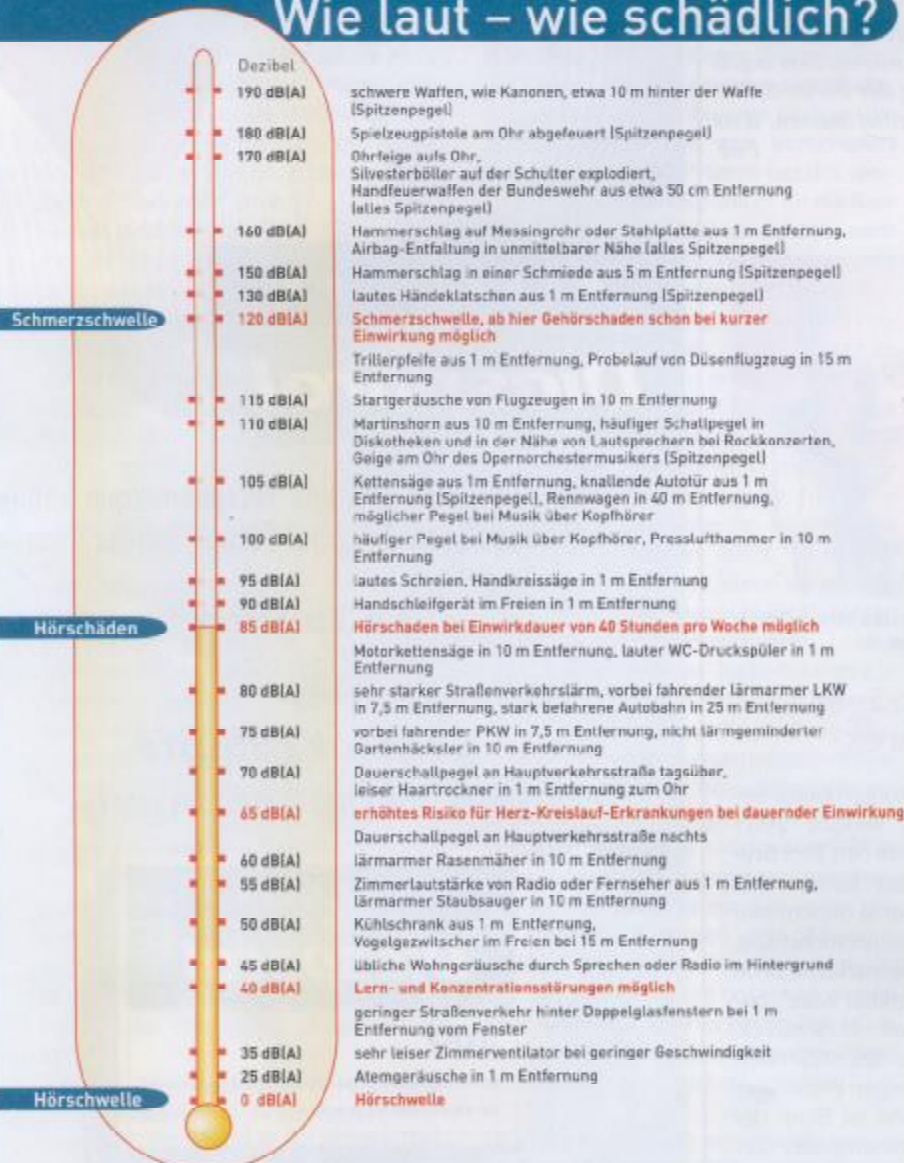 Wie laut – wie schädlich?
Dezibel
190 dB(A) schwere Waffen, wie Kanonen, etwa 10 m hinter der Waffe
(Spitzenpegel)
180 dB(A) Spielzeugpistole am Ohr abgefeuert (Spitzenpegel)
170 dB(A) Ohrfeige aufs Ohr,
Silvesterböller auf der Schulter explodiert,
Handfeuerwaffen der Bundeswehr aus etwa 50 cm Entfernung
(alles Spitzenpegel)
160 dB(A) Hammerschlag auf Messingrohr oder Stahlplatte aus 1 m Entfernung,
Airbag-Entfaltung in unmittelbarer Nähe (alles Spitzenpegel)
150 dB(A) Hammerschlag in einer Schmiede aus 5 m Entfernung (Spitzenpegel)
130 dB(A) lautes Händeklatschen aus 1 m Entfernung (Spitzenpegel)
Schmerzschwelle 120 dB(A) Schmerzschwelle, ab hier Gehörschaden schon bei kurzer
Einwirkung möglich
Trillerpfeife aus 1 m Entfernung, Probelauf von Düsenflugzeug in 15 m
Entfernung
115 dB(A) Startgeräusche von Flugzeugen in 10 m Entfernung
110 dB(A) Martinshorn aus 10 m Entfernung, häufiger Schallpegel in
Diskotheken und in der Nähe von Lautsprechern bei Rockkonzerten,
Geige am Ohr des Opernorchestermusikers (Spitzenpegel)
105 dB(A) Kettensäge aus 1m Entfernung, knallende Autotür aus 1 m
Entfernung (Spitzenpegel), Rennwagen in 40 m Entfernung,
möglicher Pegel bei Musik über Kopfhörer
100 dB(A) häufiger Pegel bei Musik über Kopfhörer, Presslufthammer in 10 m
Entfernung
95 dB(A) lautes Schreien, Handkreissäge in 1 m Entfernung
90 dB(A) Handschleifgerät im Freien in 1 m Entfernung
Hörschäden 85 dB(A) Hörschaden bei Einwirkdauer von 40 Stunden pro Woche möglich
Motorkettensäge in 10 m Entfernung, lauter WC-Druckspüler in 1 m
Entfernung
80 dB(A) sehr starker Straßenverkehrslärm, vorbei fahrender lärmarmer LKW
in 7,5 m Entfernung, stark befahrene Autobahn in 25 m Entfernung
75 dB(A) vorbei fahrender PKW in 7,5 m Entfernung, nicht lärmgeminderter
Gartenhäcksler in 10 m Entfernung
70 dB(A) Dauerschallpegel an Hauptverkehrsstraße tagsüber,
leiser Haartrockner in 1 m Entfernung zum Ohr
65 dB(A) erhöhtes Risiko für Herz-Kreislauf-Erkrankungen bei dauernder Einwirkung
Dauerschallpegel an Hauptverkehrsstraße nachts
60 dB(A) lärmarmer Rasenmäher in 10 m Entfernung
55 dB(A) Zimmerlautstärke von Radio oder Fernseher aus 1 m Entfernung,
lärmarmer Staubsauger in 10 m Entfernung
50 dB(A) Kühlschrank aus 1 m Entfernung,
Vogelgezwitscher im Freien bei 15 m Entfernung
45 dB(A) übliche Wohngeräusche durch Sprechen oder Radio im Hintergrund
40 dB(A) Lern- und Konzentrationsstörungen möglich
geringer Straßenverkehr hinter Doppelglasfenstern bei 1 m
Entfernung vom Fenster
35 dB(A) sehr leiser Zimmerventilator bei geringer Geschwindigkeit
25 dB(A) Atemgeräusche in 1 m Entfernung
Hörschwelle 0 dB(A) Hörschwelle